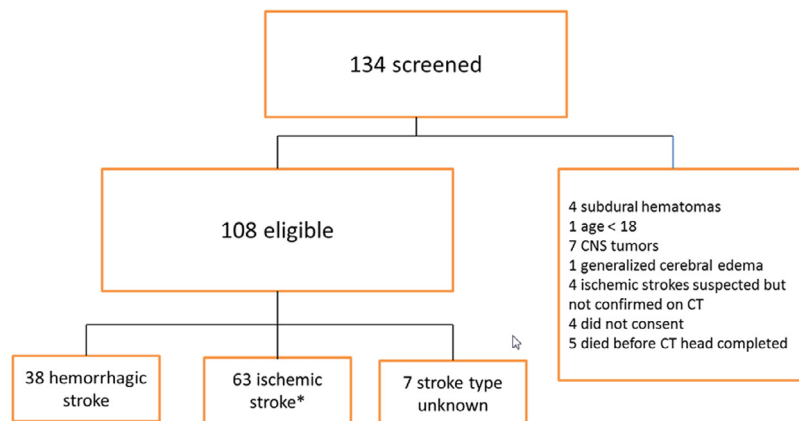 134 screened
108 eligible
4 subdural hematomas
1 age < 18
7 CNS tumors
1 generalized cerebral edema
4 ischemic strokes suspected but
not confirmed on CT
4 did not consent
5 died before CT head completed
38 hemorrhagic
stroke
63 ischemic
stroke*
7 stroke type
unknown